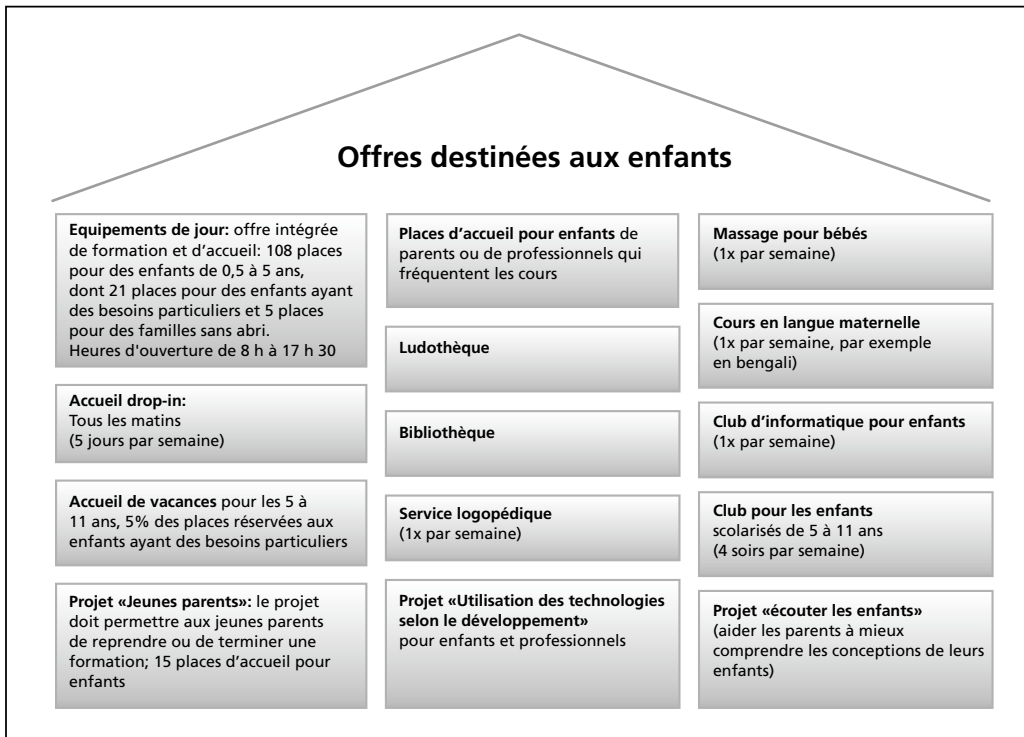 Offres destinées aux enfants
Equipements de jour: offre intégrée
de formation et d'accueil: 108 places
pour des enfants de 0,5 à 5 ans,
dont 21 places pour des enfants ayant
des besoins particuliers et 5 places
pour des familles sans abri.
Heures d'ouverture de 8 h à 17 h 30
Accueil drop-in:
Tous les matins
(5 jours par semaine)
Accueil de vacances pour les 5 à
11 ans, 5% des places réservées aux
enfants ayant des besoins particuliers
Projet «Jeunes parents»: le projet
doit permettre aux jeunes parents
de reprendre ou de terminer une
formation; 15 places d'accueil pour
enfants
Places d'accueil pour enfants de
parents ou de professionnels qui
fréquentent les cours
Ludothèque
Bibliothèque
Service logopédique
(1x par semaine)
Projet «Utilisation des technologies
selon le développement»
pour enfants et professionnels
Massage pour bébés
(1x par semaine)
Cours en langue maternelle
(1x par semaine, par exemple
en bengali)
Club d'informatique pour enfants
(1x par semaine)
Club pour les enfants
scolarisés de 5 à 11 ans
(4 soirs par semaine)
Projet «écouter les enfants»
(aider les parents à mieux
comprendre les conceptions de leurs
enfants)